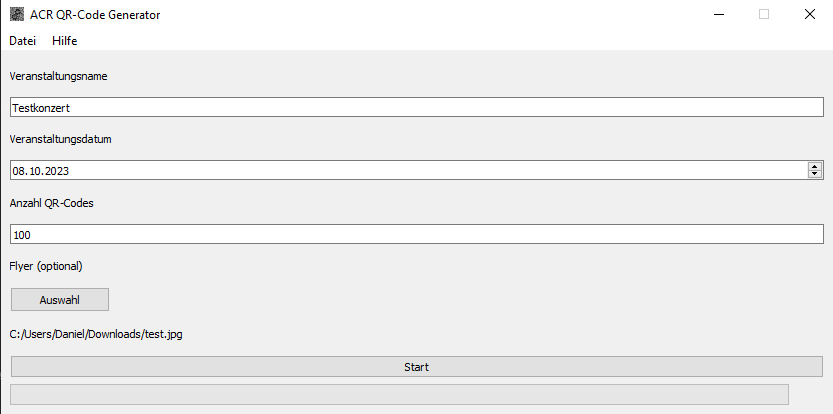 ACR QR-Code Generator
Datei Hilfe
Veranstaltungsname
Testkonzert
Veranstaltungsdatum
08.10.2023
Anzahl QR-Codes
100
Flyer (optional)
Auswahl
C:/Users/Daniel/Downloads/test.jpg
Start